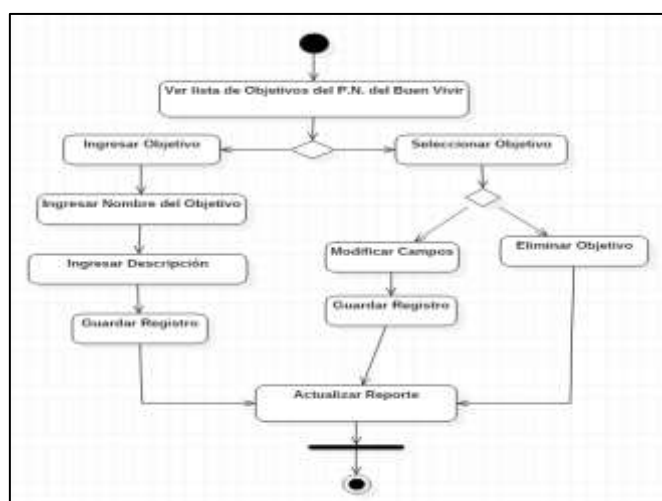 Ver lista de Objetivos del P.N. del Buen Vivir
Ingresar Objetivo
Seleccionar Objetivo
Ingresar Nombre del Objetivo
Ingresar Descripción
Guardar Registro
Modificar Campos
Eliminar Objetivo
Guardar Registro
Actualizar Reporte